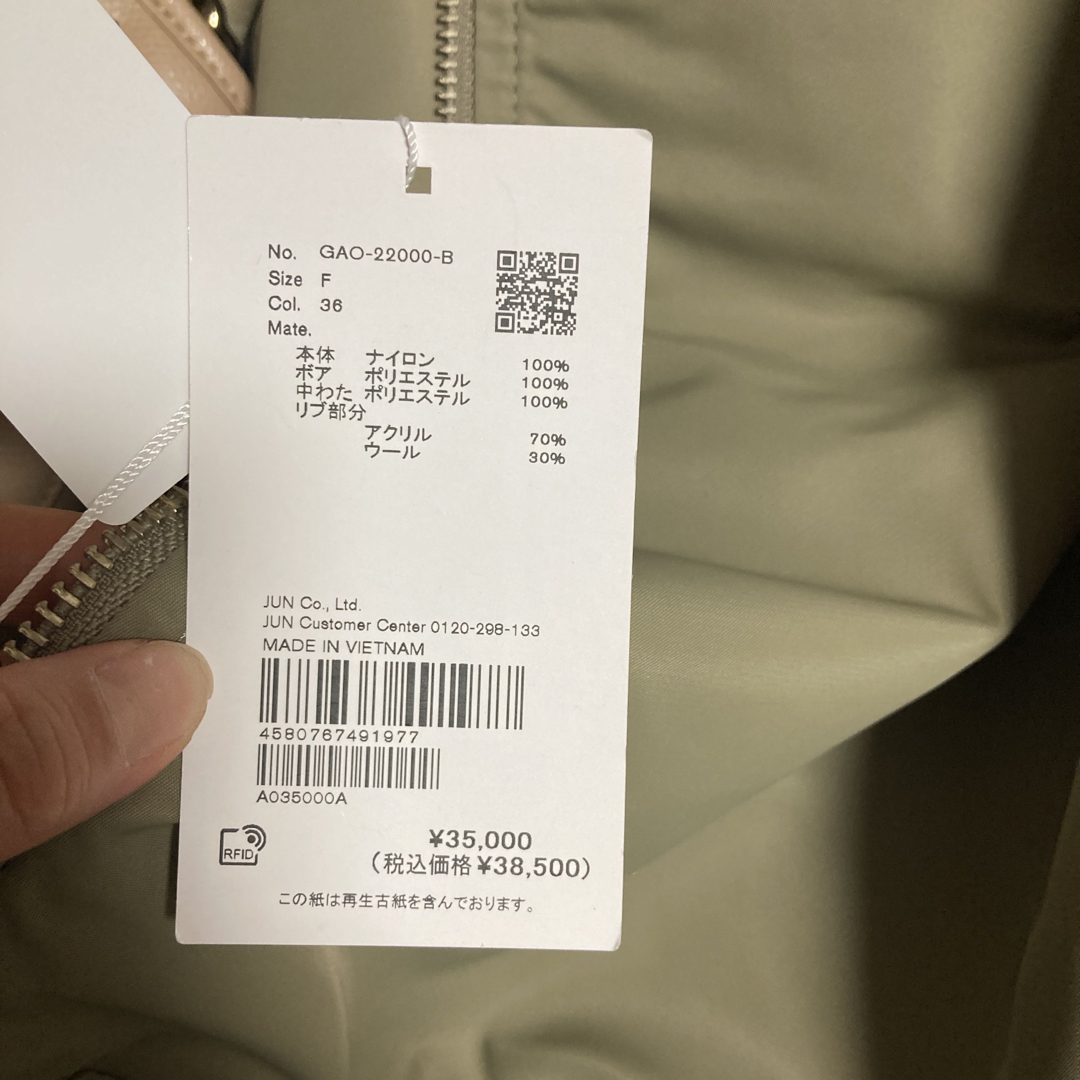 No. GAO-22000-B
Size F
Col. 36
Mate.
本体 ナイロン 100%
ボア ポリエステル 100%
中わた ポリエステル 100%
リブ部分
アクリル 70%
ウール 30%
JUN Co., Ltd.
JUN Customer Center 0120-298-133
MADE IN VIETNAM
4580767491977
A035000A
RFID
¥35,000
(税込価格¥38,500)
この紙は再生古紙を含んでおります。